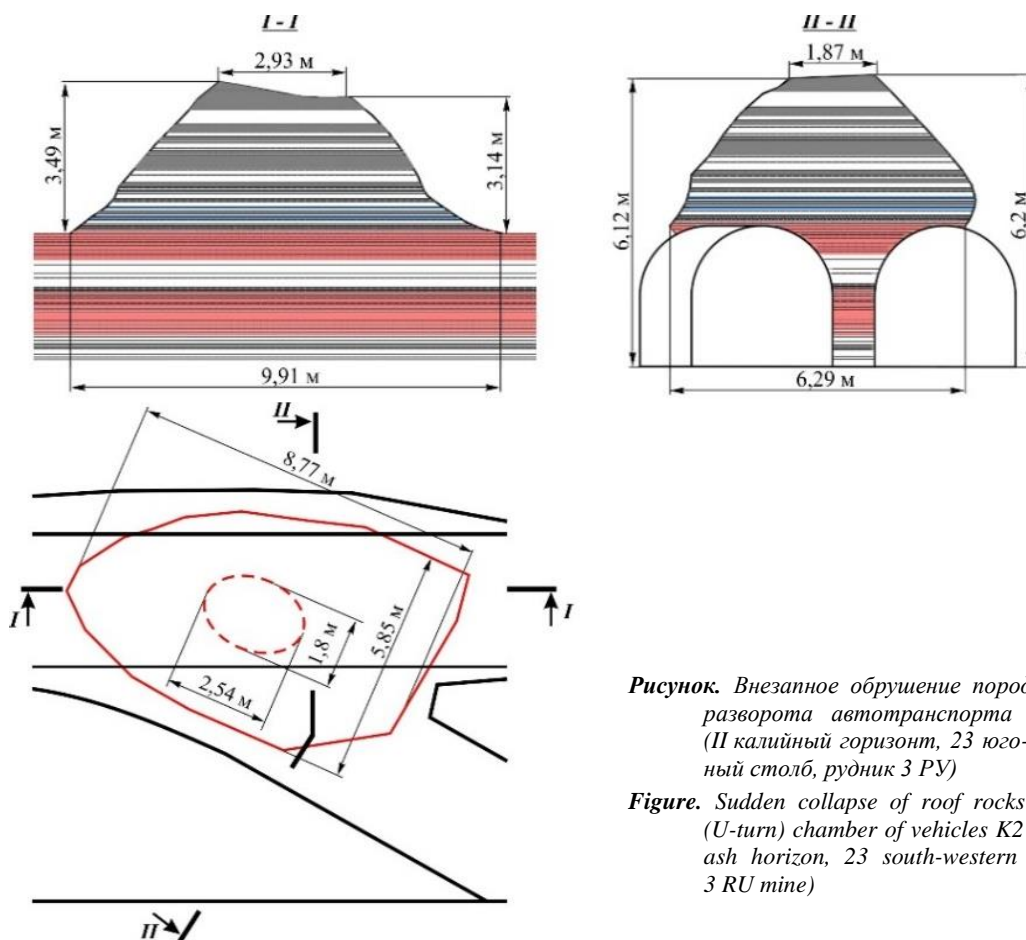 I - I
2,93 м
3,49 м
3,14 м
9,91 м
II - II
1,87 м
6,12 м
6,2 м
6,29 м
II
8,77 м
I
I
5,85 м
1,8 м
2,54 м
II
Рисунок. Внезапное обрушение пород
разворота автотранспорта
(II калийный горизонт, 23 юго-
ный столб, рудник 3 РУ)
Figure. Sudden collapse of roof rocks
(U-turn) chamber of vehicles K2
ash horizon, 23 south-western
3 RU mine)